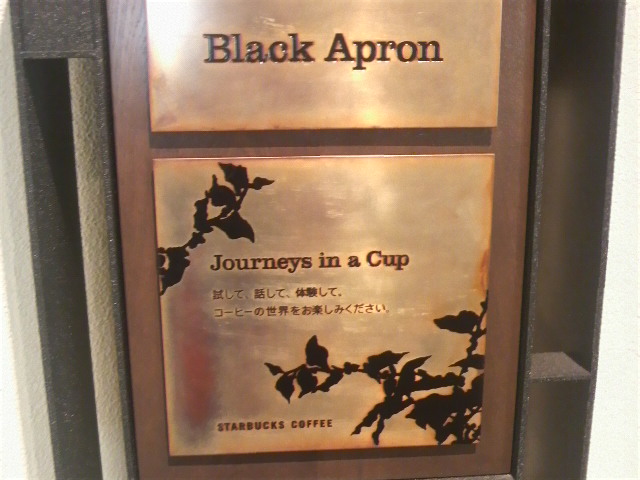 Black Apron
Journeys in a Cup
試して、話して、体験して。
コーヒーの世界をお楽しみください。
STARBUCKS COFFEE